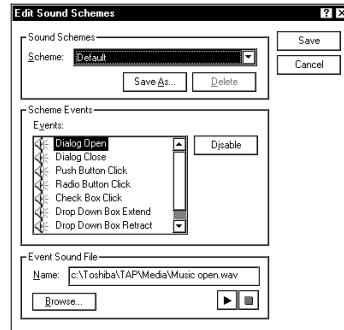 Edit Sound Schemes
Sound Schemes
Scheme: Default
Save As...
Delete
Save
Cancel
Scheme Events
Events:
Dialog Open
Dialog Close
Push Button Click
Radio Button Click
Check Box Click
Drop Down Box Extend
Drop Down Box Retract
Disable
Event Sound File
Name: c:\Toshiba\TAP\Media\Music open.wav
Browse...